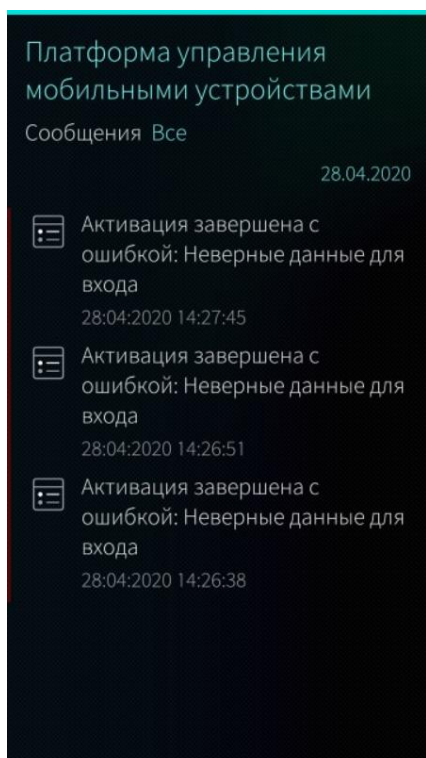 Платформа управления
мобильными устройствами
Сообщения Все
28.04.2020
Активация завершена с
ошибкой: Неверные данные для
входа
28:04:2020 14:27:45
Активация завершена с
ошибкой: Неверные данные для
входа
28:04:2020 14:26:51
Активация завершена с
ошибкой: Неверные данные для
входа
28:04:2020 14:26:38